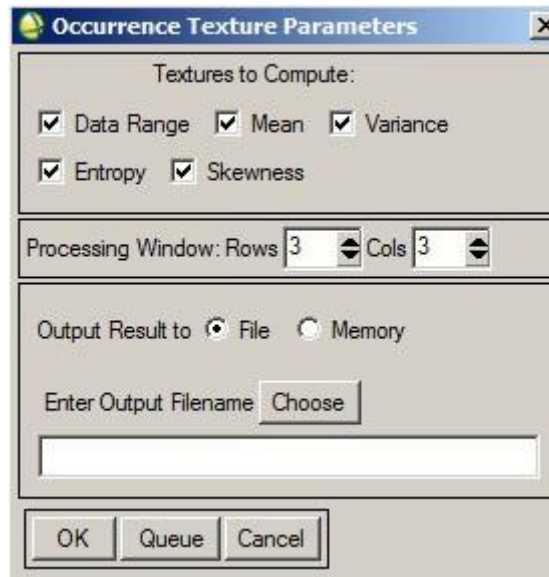 Occurrence Texture Parameters
Textures to Compute:
Data Range Mean Variance
Entropy Skewness
Processing Window: Rows 3 Cols 3
Output Result to File Memory
Enter Output Filename Choose
OK Queue Cancel